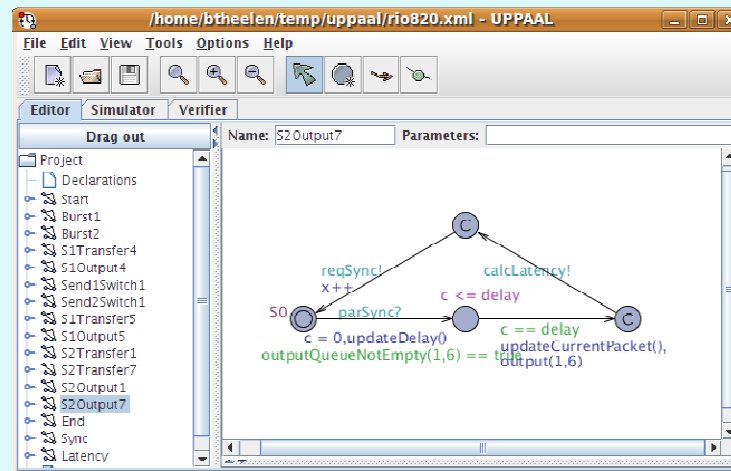 /home/btheelen/temp/uppaal/rio820.xml - UPPAAL
File Edit View Tools Options Help
Editor Simulator Verifier
Drag out
Name: S2Output7 Parameters:
Project
Declarations
Start
Burst1
Burst2
S1Transfer4
S1Output4
Send1Switch1
Send2Switch1
S1Transfer5
S1Output5
S2Transfer1
S2Transfer7
S2Output1
S2Output7
End
Sync
Latency
C
reqSync!
x++
calcLatency!
c <= delay
S0
parSync?
C
c = 0,updateDelay()
c == delay
outputQueueNotEmpty(1,6) == true
updateCurrentPacket(),
output(1,6)